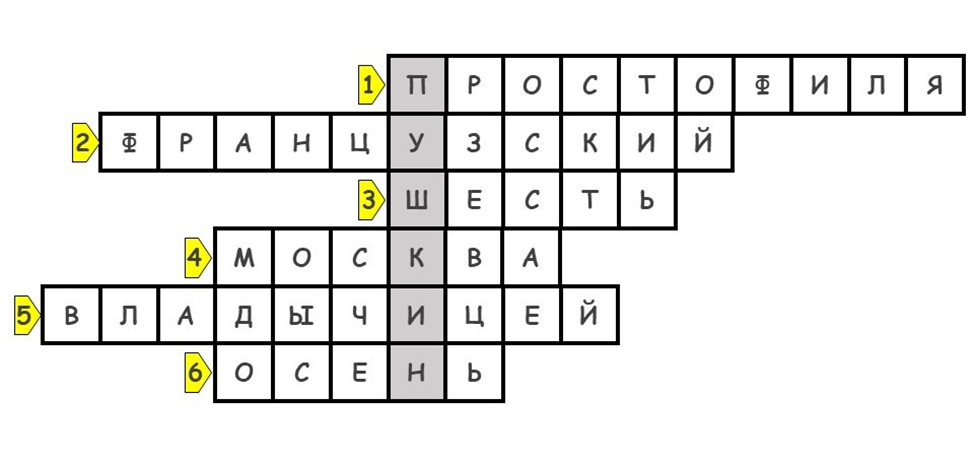 1 ПРОСТОФИЛЯ
2 ФРАНЦУЗСКИЙ
3 ШЕСТЬ
4 МОСКВА
5 ВЛАДЫЧИЦЕЙ
6 ОСЕНЬ